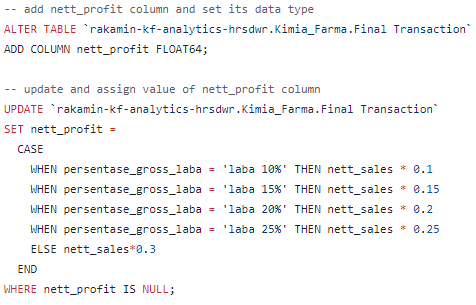 -- add nett_profit column and set its data type
ALTER TABLE `rakamin-kf-analytics-hrsdwr.Kimia_Farma.Final Transaction`
ADD COLUMN nett_profit FLOAT64;
-- update and assign value of nett_profit column
UPDATE `rakamin-kf-analytics-hrsdwr.Kimia_Farma.Final Transaction`
SET nett_profit =
CASE
WHEN persentase_gross_laba = 'laba 10%' THEN nett_sales * 0.1
WHEN persentase_gross_laba = 'laba 15%' THEN nett_sales * 0.15
WHEN persentase_gross_laba = 'laba 20%' THEN nett_sales * 0.2
WHEN persentase_gross_laba = 'laba 25%' THEN nett_sales * 0.25
ELSE nett_sales*0.3
END
WHERE nett_profit IS NULL;